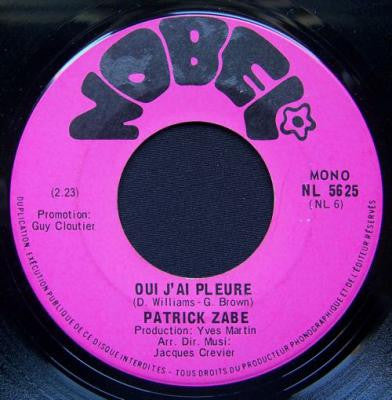 NOBEL
MONO
NL 5625
(NL 6)
(2.23)
Promotion:
Guy Cloutier
OUI J'AI PLEURE
(D. Williams - G. Brown)
PATRICK ZABE
Production: Yves Martin
Arr. Dir. Musi:
Jacques Crevier
DUPLICATION, EXÉCUTION PUBLIQUE DE CE DISQUE INTERDITES - TOUS DROITS DU PRODUCTEUR PHONOGRAPHIQUE ET DE L'ÉDITEUR RÉSERVÉS